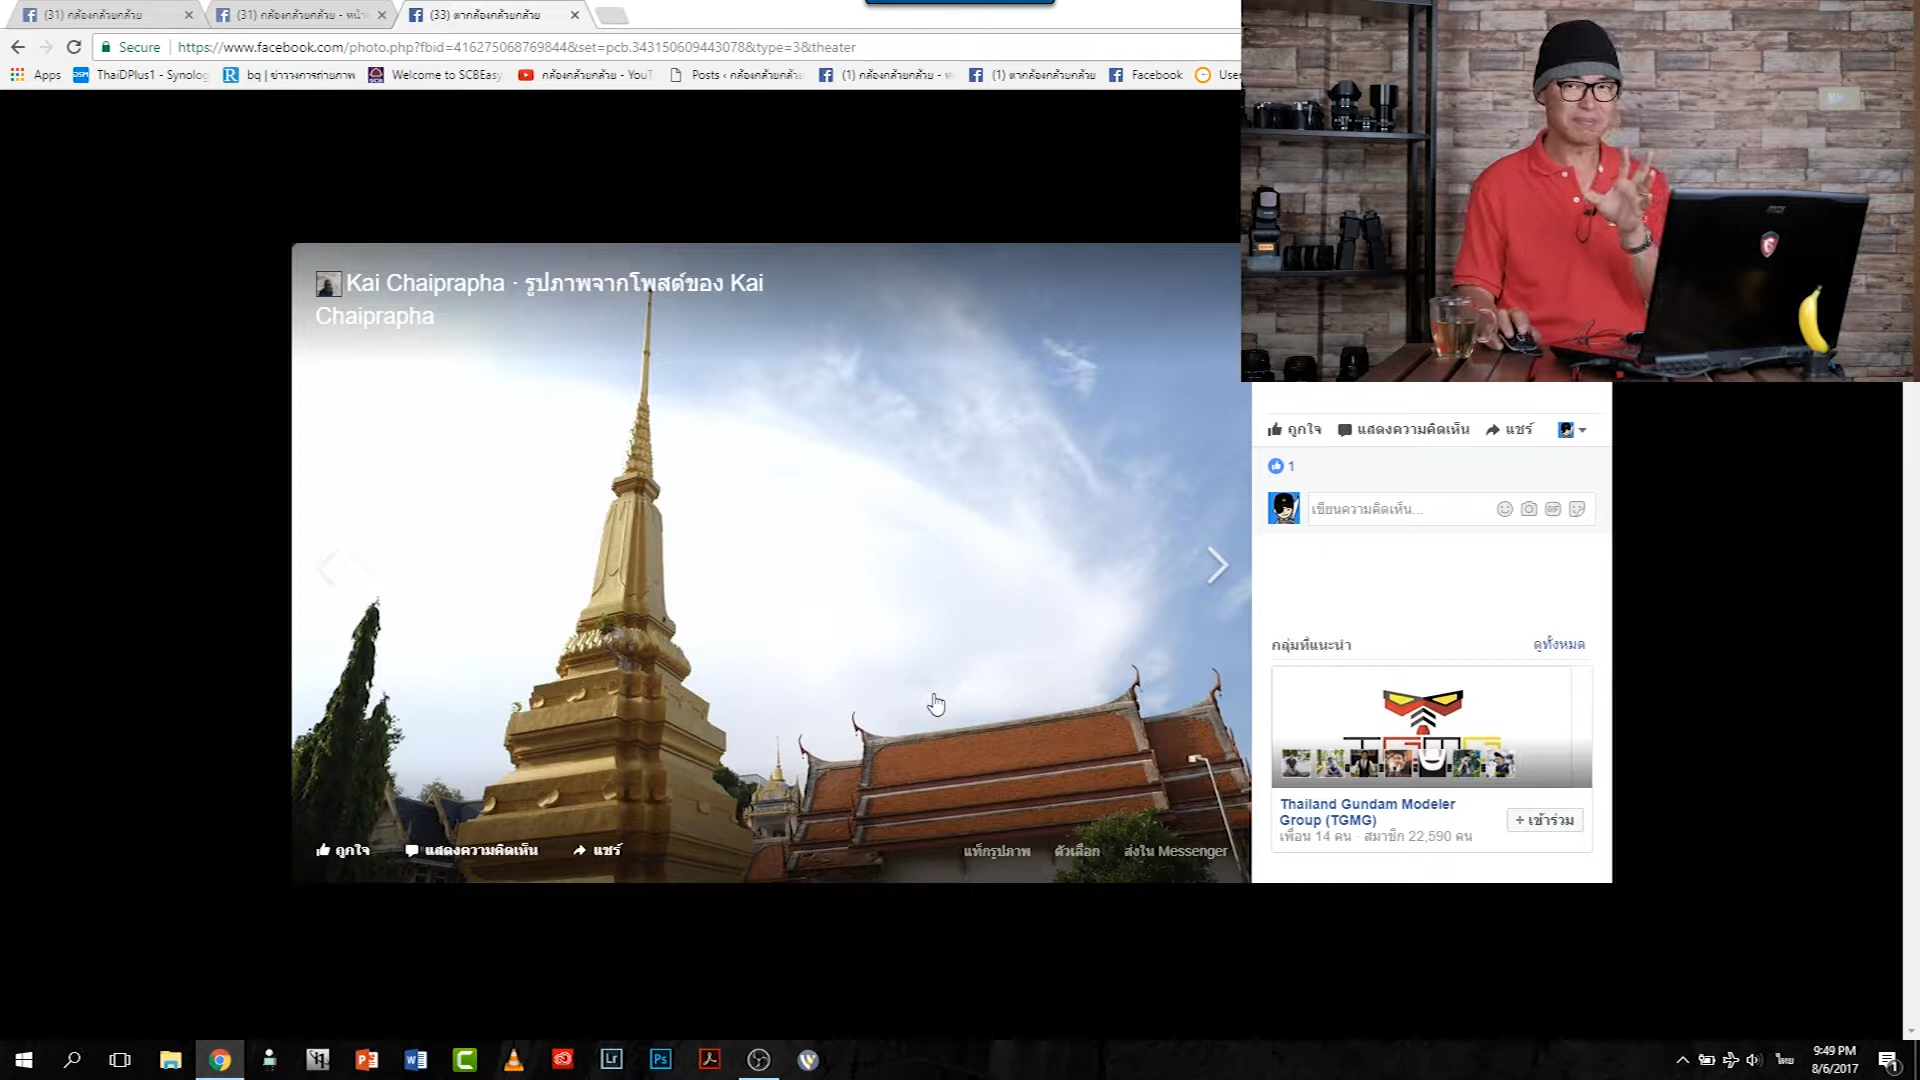 (31) กล้องกล้วยกล้วย
(31) กล้องกล้วยกล้วย - หน้า
(33) ตากล้องกล้วยกล้วย
Secure
https://www.facebook.com/photo.php?fbid=416275068769844&set=pcb.343150609443078&type=3&theater
Apps
DSM
ThaiDPlus1 - Synolog
bq | ข่าววงการถ่ายภาพ
Welcome to SCBEasy
กล้องกล้วยกล้วย - YouT
Posts ‹ กล้องกล้วยกล้วย
(1) กล้องกล้วยกล้วย - ห
(1) ตากล้องกล้วยกล้วย
Facebook
User
Kai Chaiprapha · รูปภาพจากโพสต์ของ Kai
Chaiprapha
ถูกใจ แสดงความคิดเห็น แชร์
1
เขียนความคิดเห็น...
กลุ่มที่แนะนำ ดูทั้งหมด
Thailand Gundam Modeler
Group (TGMG)
เพื่อน 14 คน · สมาชิก 22,590 คน
+ เข้าร่วม
ถูกใจ แสดงความคิดเห็น แชร์
แท็กรูปภาพ ตัวเลือก ส่งใน Messenger
Lr
Ps
ไทย
9:49 PM
8/6/2017
1